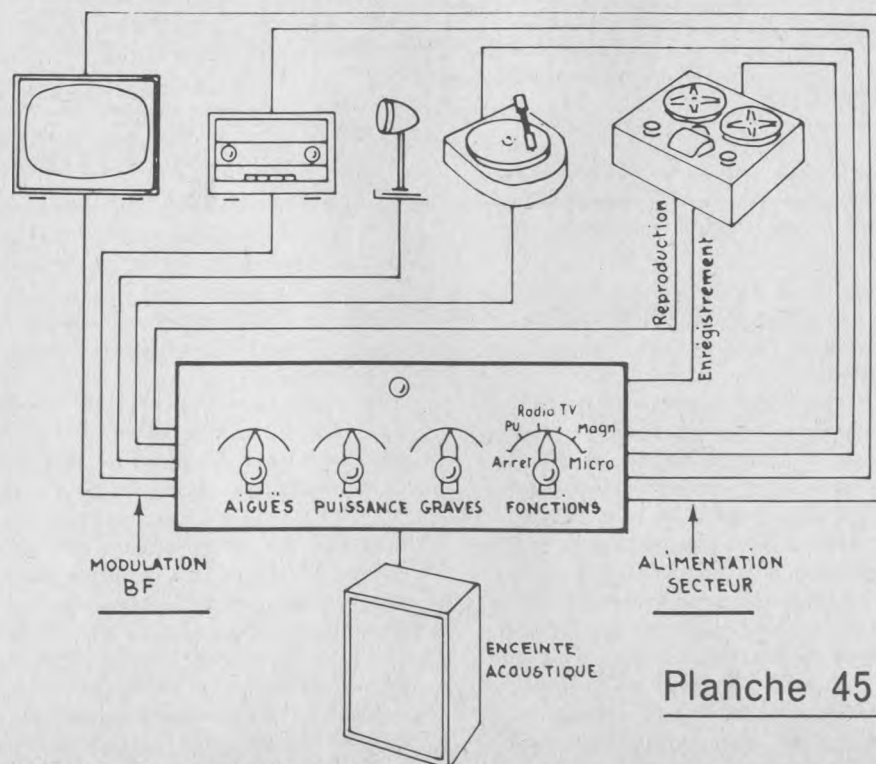 Reproduction
Enregistrement
Radio TV
PU
Magn
Arret
Micro
AIGUËS PUISSANCE GRAVES FONCTIONS
MODULATION
BF
ALIMENTATION
SECTEUR
ENCEINTE
ACOUSTIQUE
Planche 45